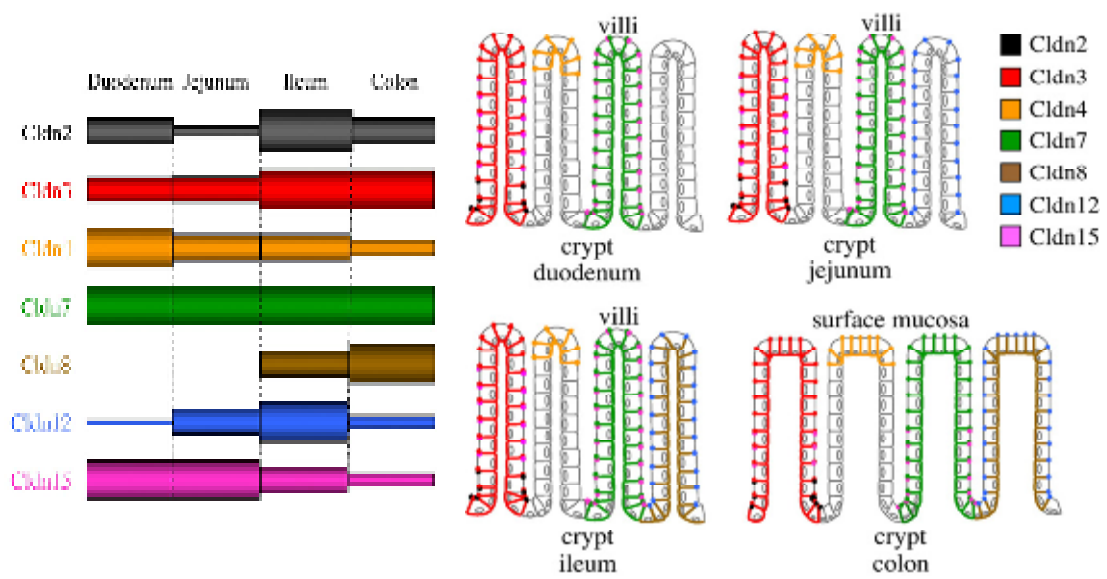 Duodenum Jejunum Ileum Colon
Cldn2
Cldn3
Cldn4
Cldn7
Cldn8
Cldn12
Cldn15
villi
crypt
duodenum
villi
crypt
jejunum
Cldn2
Cldn3
Cldn4
Cldn7
Cldn8
Cldn12
Cldn15
villi
crypt
ileum
surface mucosa
crypt
colon